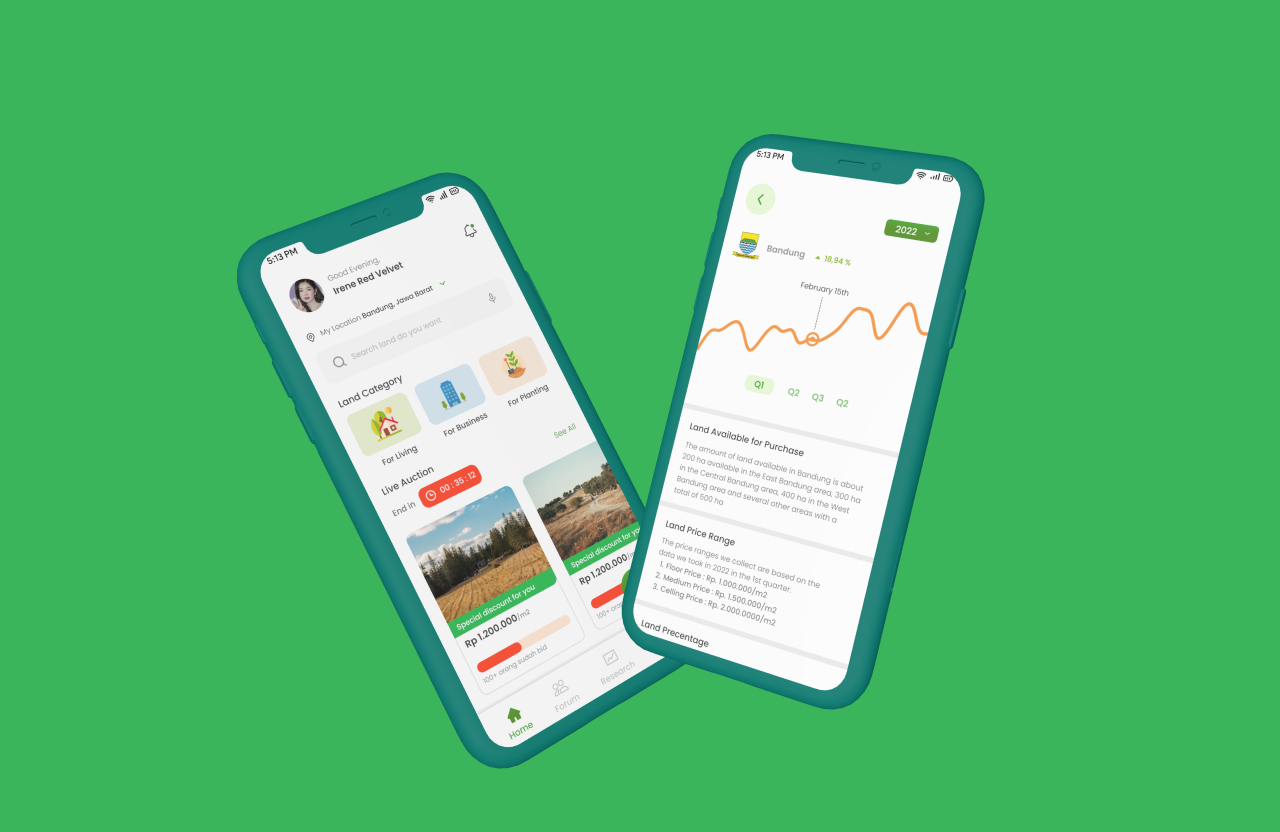 5:13 PM
Good Evening,
Irene Red Velvet
My Location Bandung, Jawa Barat
Search land do you want
Land Category
For Living
For Business
For Planting
Live Auction
See All
End in
00 : 35 : 12
Special discount for you
Rp 1.200.000/m2
100+ orang sudah bid
Special discount for you
Rp 1.200.000/
100+ orang
Home
Forum
Research
5:13 PM
2022
Bandung
18,94 %
February 15th
Q1
Q2
Q3
Q2
Land Available for Purchase
The amount of land available in Bandung is about
200 ha available in the East Bandung area, 300 ha
in the Central Bandung area, 400 ha in the West
Bandung area and several other areas with a
total of 500 ha
Land Price Range
The price ranges we collect are based on the
data we took in 2022 in the 1st quarter.
1. Floor Price : Rp. 1.000.000/m2
2. Medium Price : Rp. 1.500.000/m2
3. Celling Price : Rp. 2.000.0000/m2
Land Precentage